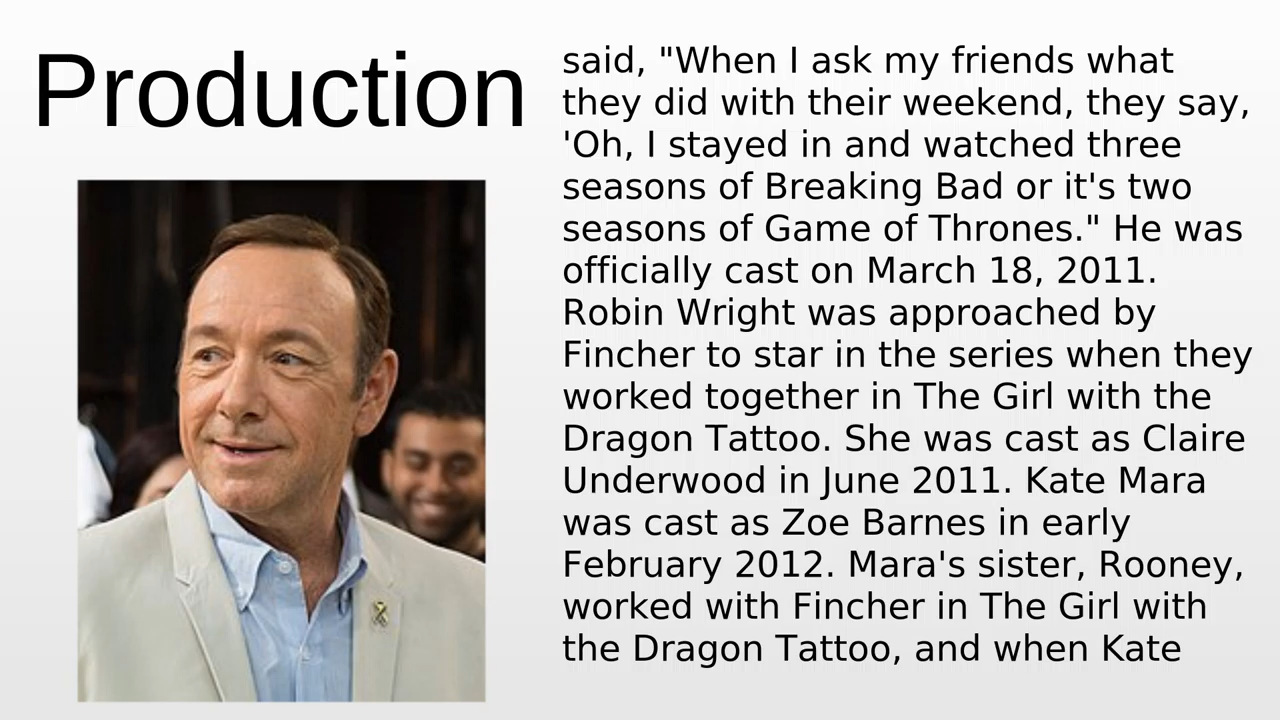 Production
said, "When I ask my friends what
they did with their weekend, they say,
'Oh, I stayed in and watched three
seasons of Breaking Bad or it's two
seasons of Game of Thrones." He was
officially cast on March 18, 2011.
Robin Wright was approached by
Fincher to star in the series when they
worked together in The Girl with the
Dragon Tattoo. She was cast as Claire
Underwood in June 2011. Kate Mara
was cast as Zoe Barnes in early
February 2012. Mara's sister, Rooney,
worked with Fincher in The Girl with
the Dragon Tattoo, and when Kate